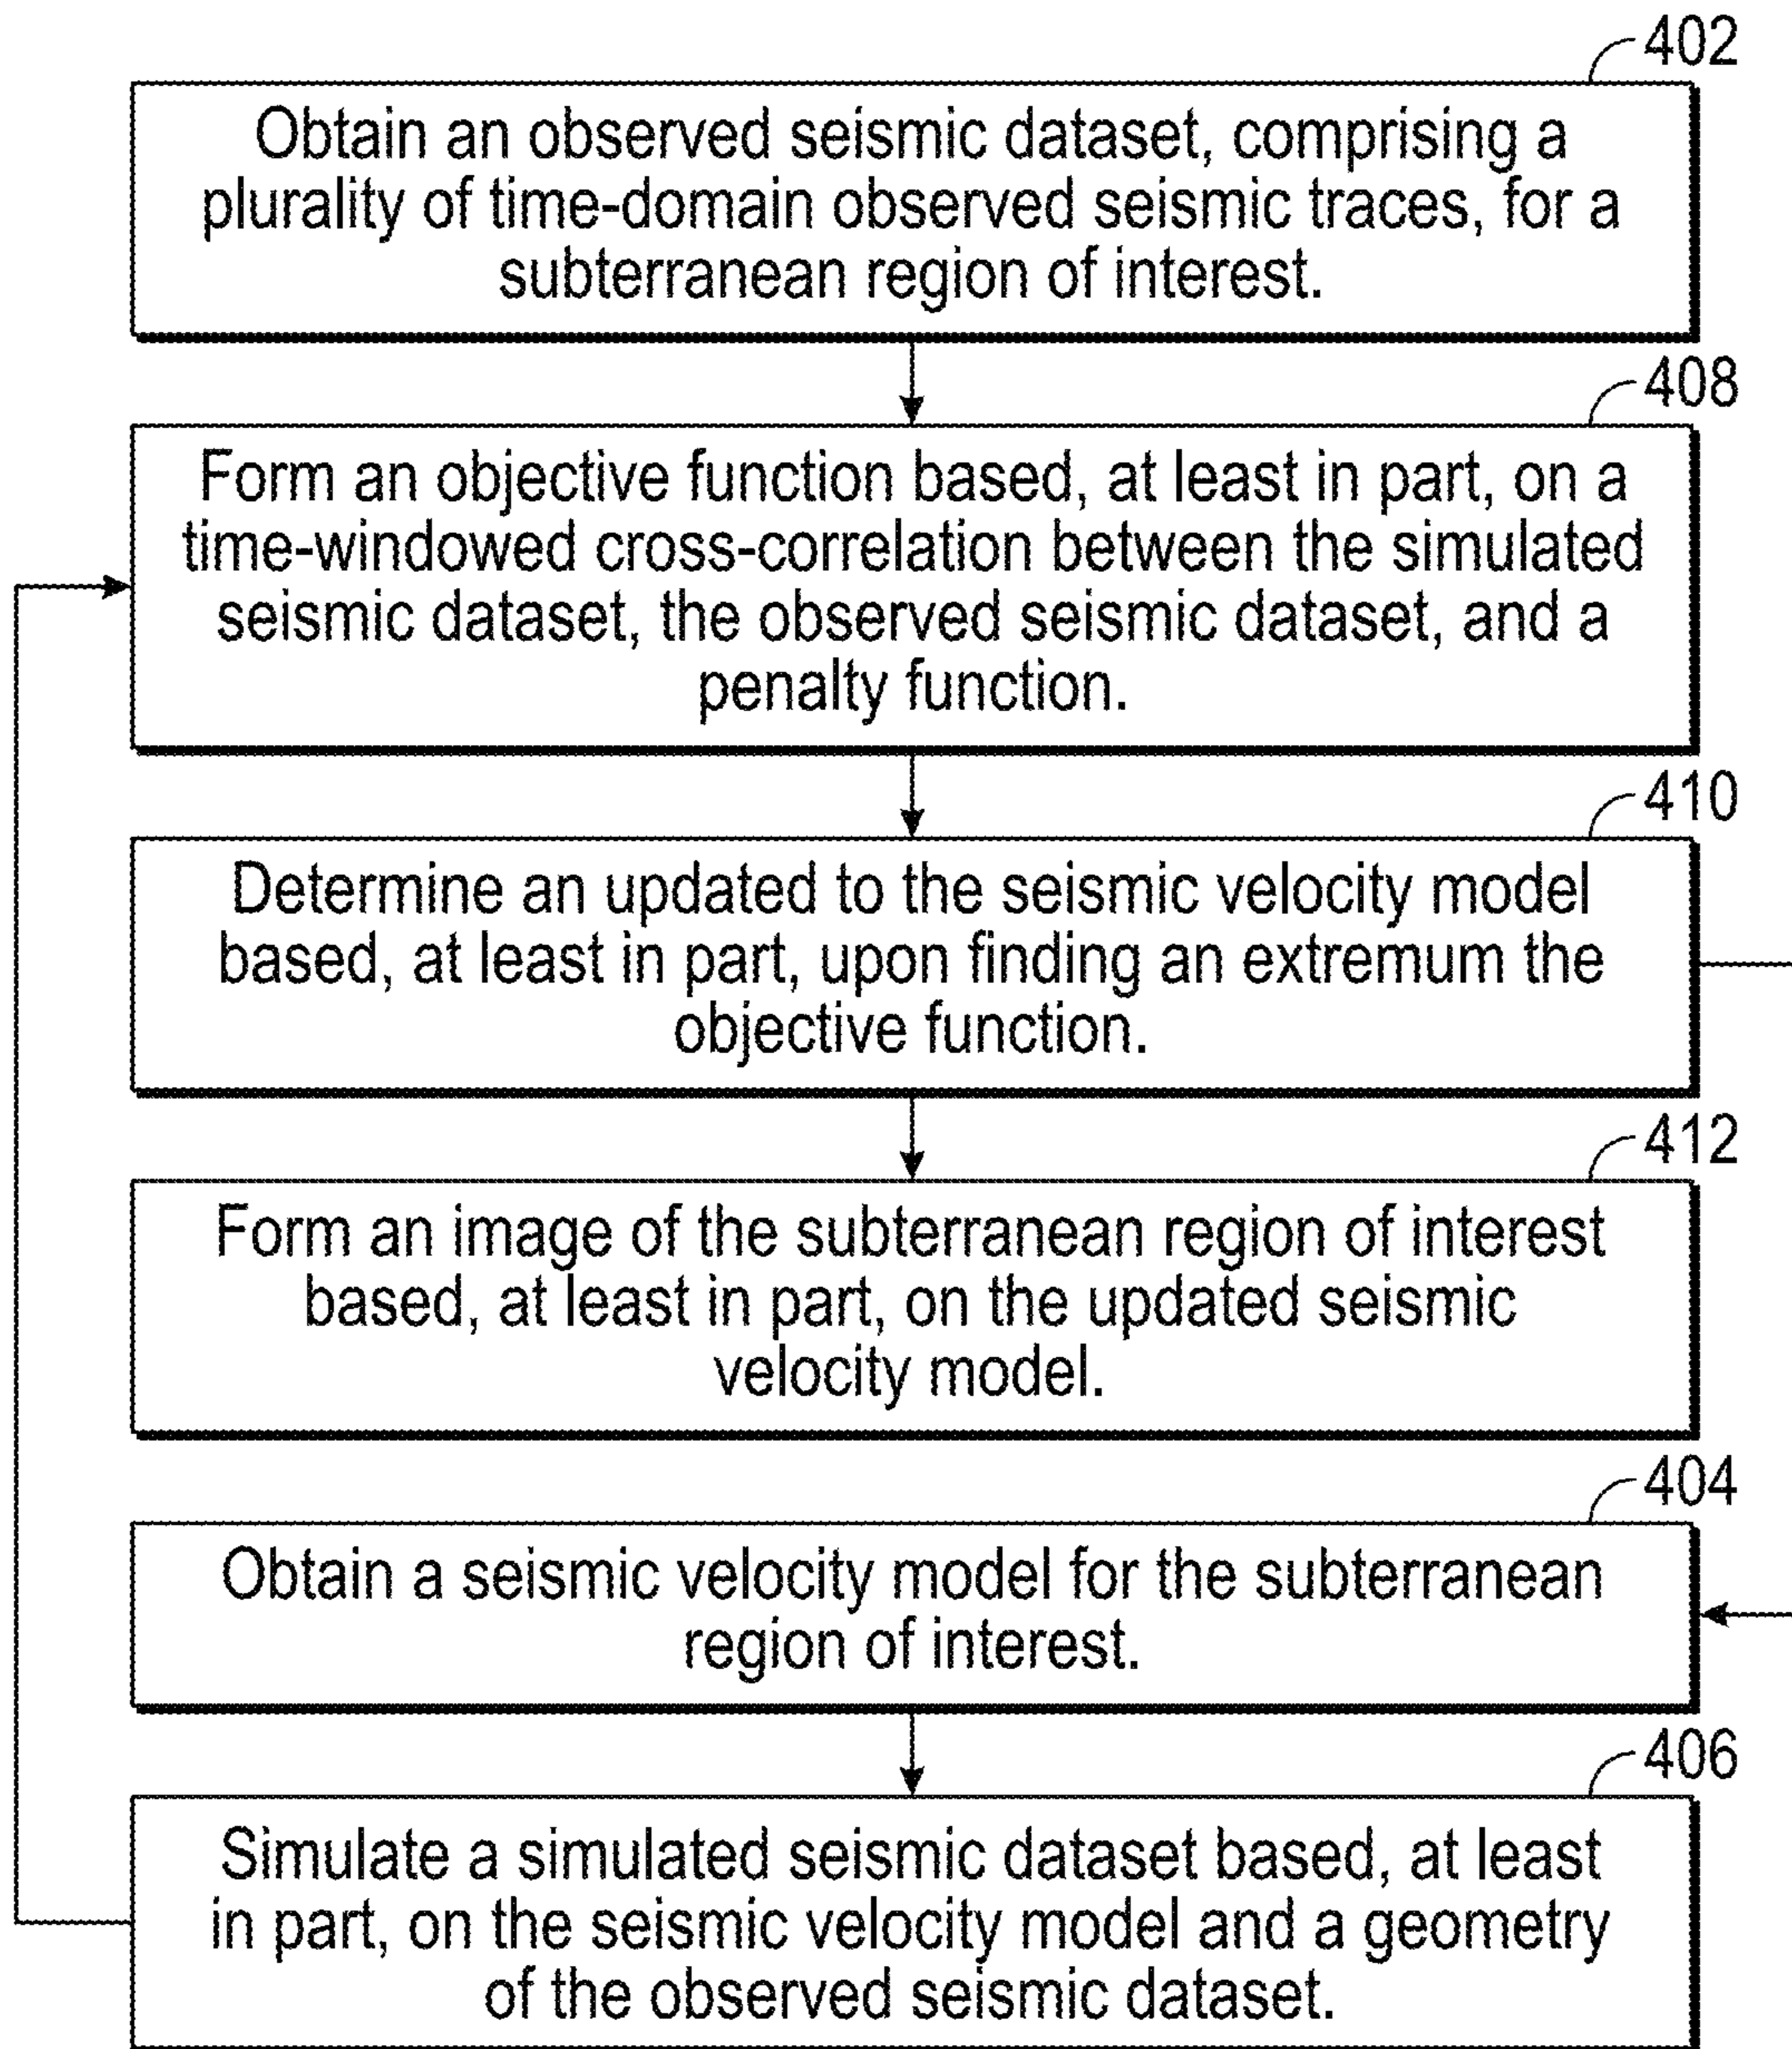 402
Obtain an observed seismic dataset, comprising a
plurality of time-domain observed seismic traces, for a
subterranean region of interest.
408
Form an objective function based, at least in part, on a
time-windowed cross-correlation between the simulated
seismic dataset, the observed seismic dataset, and a
penalty function.
410
Determine an updated to the seismic velocity model
based, at least in part, upon finding an extremum the
objective function.
412
Form an image of the subterranean region of interest
based, at least in part, on the updated seismic
velocity model.
404
Obtain a seismic velocity model for the subterranean
region of interest.
406
Simulate a simulated seismic dataset based, at least
in part, on the seismic velocity model and a geometry
of the observed seismic dataset.